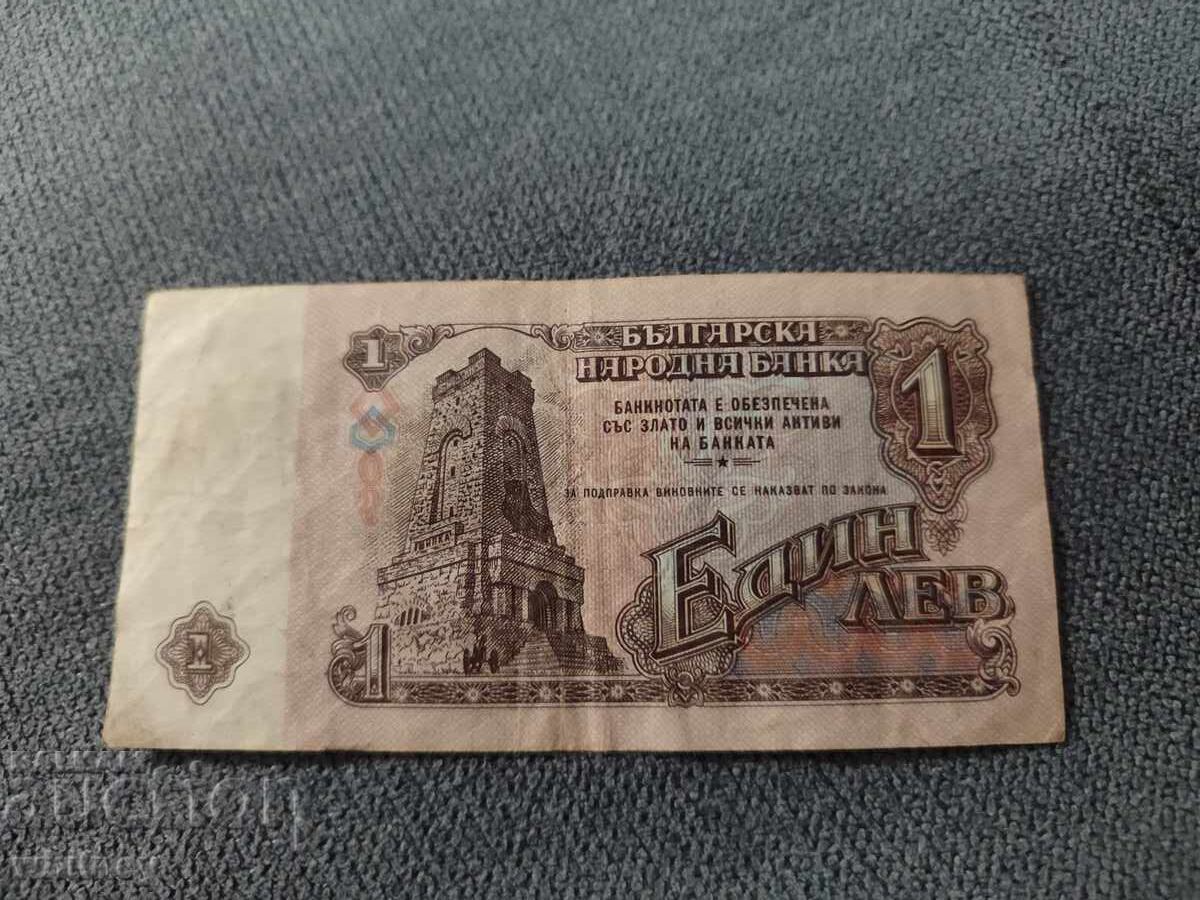 1
БЪЛГАРСКА
НАРОДНА БАНКА
1
БАНКНОТАТА Е ОБЕЗПЕЧЕНА
СЪС ЗЛАТО И ВСИЧКИ АКТИВИ
НА БАНКАТА
ЗА ПОДПРАВКА ВИНОВНИТЕ СЕ НАКАЗВАТ ПО ЗАКОНА
ЕДИН
ЛЕВ
1
1